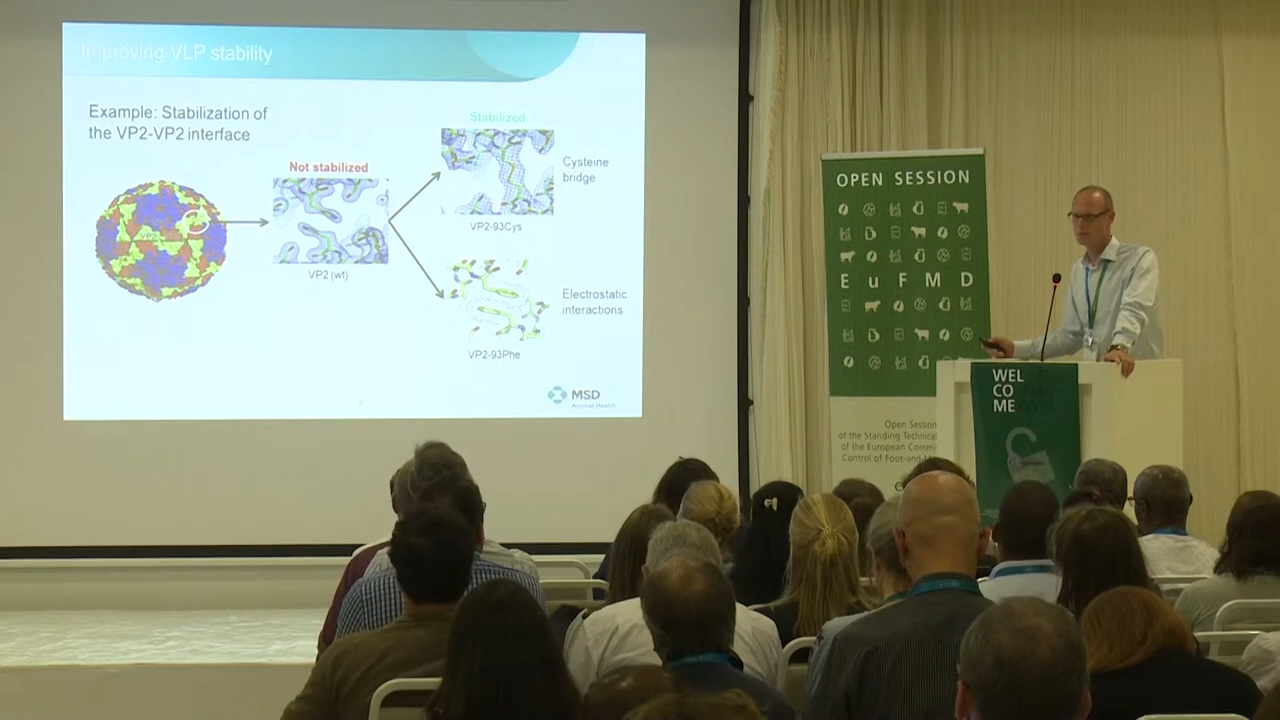 Improving VLP stability
Example: Stabilization of
the VP2-VP2 interface
Not stabilized
VP2 (wt)
Stabilized
Cysteine
bridge
VP2-93Cys
Electrostatic
interactions
VP2-93Phe
MSD
Animal Health
OPEN SESSION
EuFMD
Open Session
of the Standing Technical
of the European Commi
Control of Foot-and-M
WEL
CO
ME